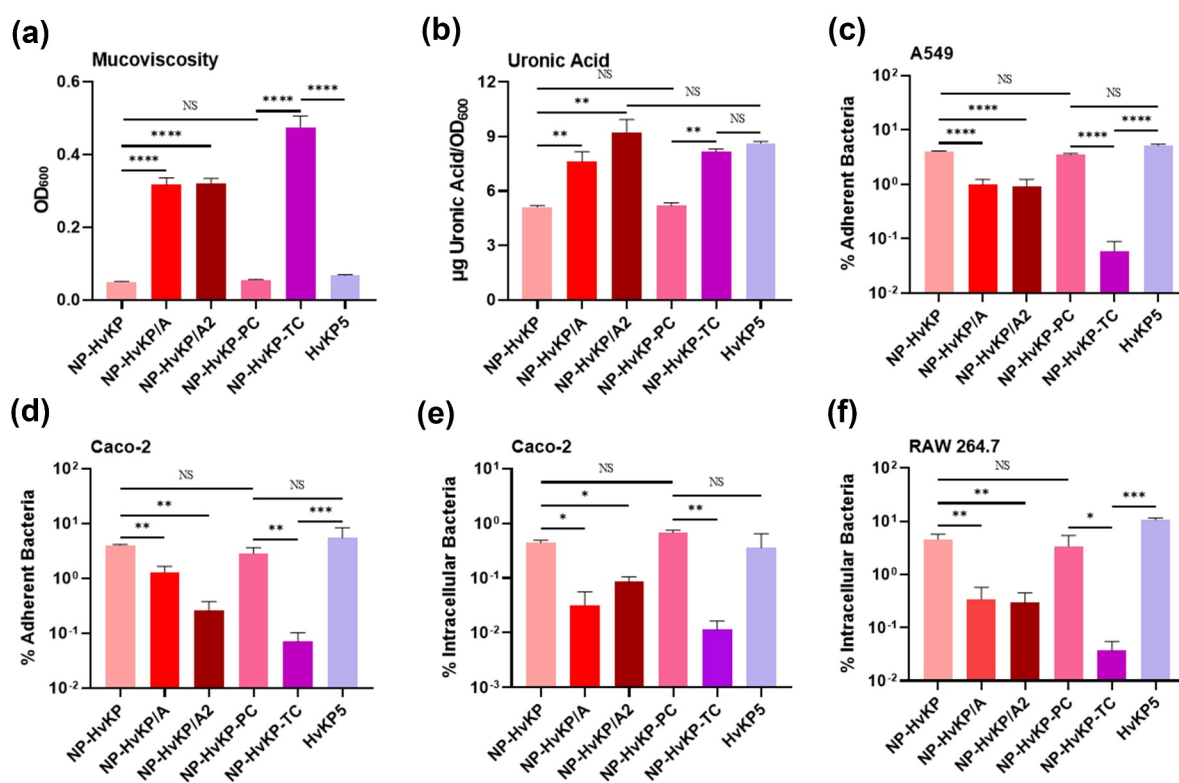 (a)
Mucoviscosity
OD600
0.6
0.4
0.2
0.0
NS
****
****
****
****
NP-HvKP
NP-HvKP/A
NP-HvKP/A2
NP-HvKP-PC
NP-HvKP-TC
HvKP5
(b)
Uronic Acid
µg Uronic Acid/OD600
12
9
6
3
0
NS
**
NS
**
**
NS
NP-HvKP
NP-HvKP/A
NP-HvKP/A2
NP-HvKP-PC
NP-HvKP-TC
HvKP5
(c)
A549
% Adherent Bacteria
10^2
10^1
10^0
10^-1
10^-2
NS
NS
****
****
****
****
NP-HvKP
NP-HvKP/A
NP-HvKP/A2
NP-HvKP-PC
NP-HvKP-TC
HvKP5
(d)
Caco-2
% Adherent Bacteria
10^2
10^1
10^0
10^-1
10^-2
NS
NS
**
**
**
***
NP-HvKP
NP-HvKP/A
NP-HvKP/A2
NP-HvKP-PC
NP-HvKP-TC
HvKP5
(e)
Caco-2
% Intracellular Bacteria
10^1
10^0
10^-1
10^-2
10^-3
NS
NS
*
*
**
NP-HvKP
NP-HvKP/A
NP-HvKP/A2
NP-HvKP-PC
NP-HvKP-TC
HvKP5
(f)
RAW 264.7
% Intracellular Bacteria
10^2
10^1
10^0
10^-1
10^-2
NS
**
**
*
***
NP-HvKP
NP-HvKP/A
NP-HvKP/A2
NP-HvKP-PC
NP-HvKP-TC
HvKP5